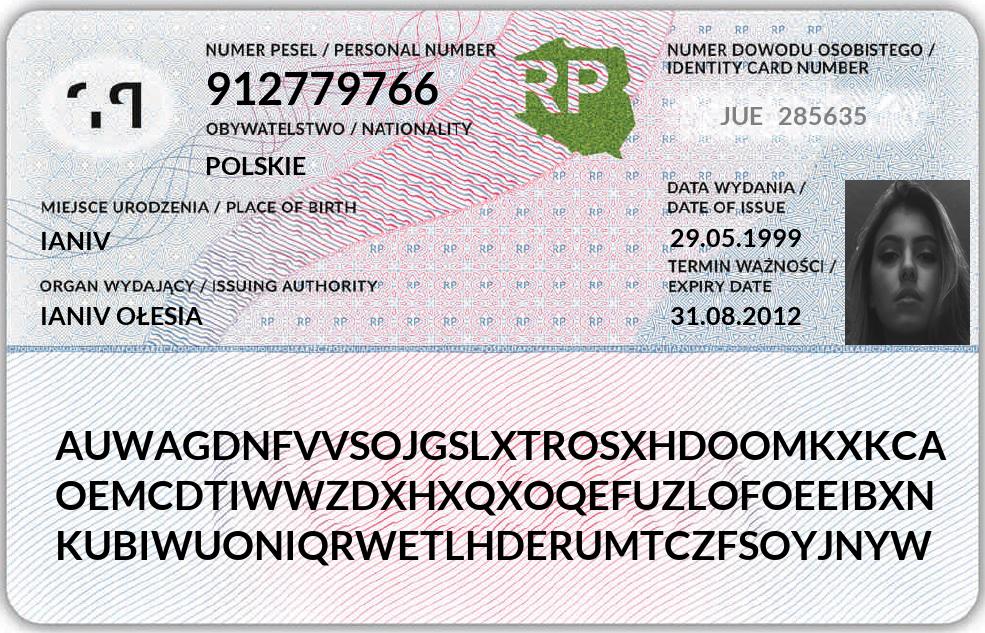 NUMER PESEL / PERSONAL NUMBER
912779766
OBYWATELSTWO / NATIONALITY
POLSKIE
MIEJSCE URODZENIA / PLACE OF BIRTH
IANIV
ORGAN WYDAJĄCY / ISSUING AUTHORITY
IANIV OŁESIA
RP
NUMER DOWODU OSOBISTEGO /
IDENTITY CARD NUMBER
JUE 285635
DATA WYDANIA /
DATE OF ISSUE
29.05.1999
TERMIN WAŻNOŚCI /
EXPIRY DATE
31.08.2012
AUWAGDNFVVSOJGSLXTROSXHDOOMKXKCA
OEMCDTIWWZDXHXQXOQEFUZLOFOEEIBXN
KUBIWUONIQRWETLHDERUMTCZFSOYJNYW